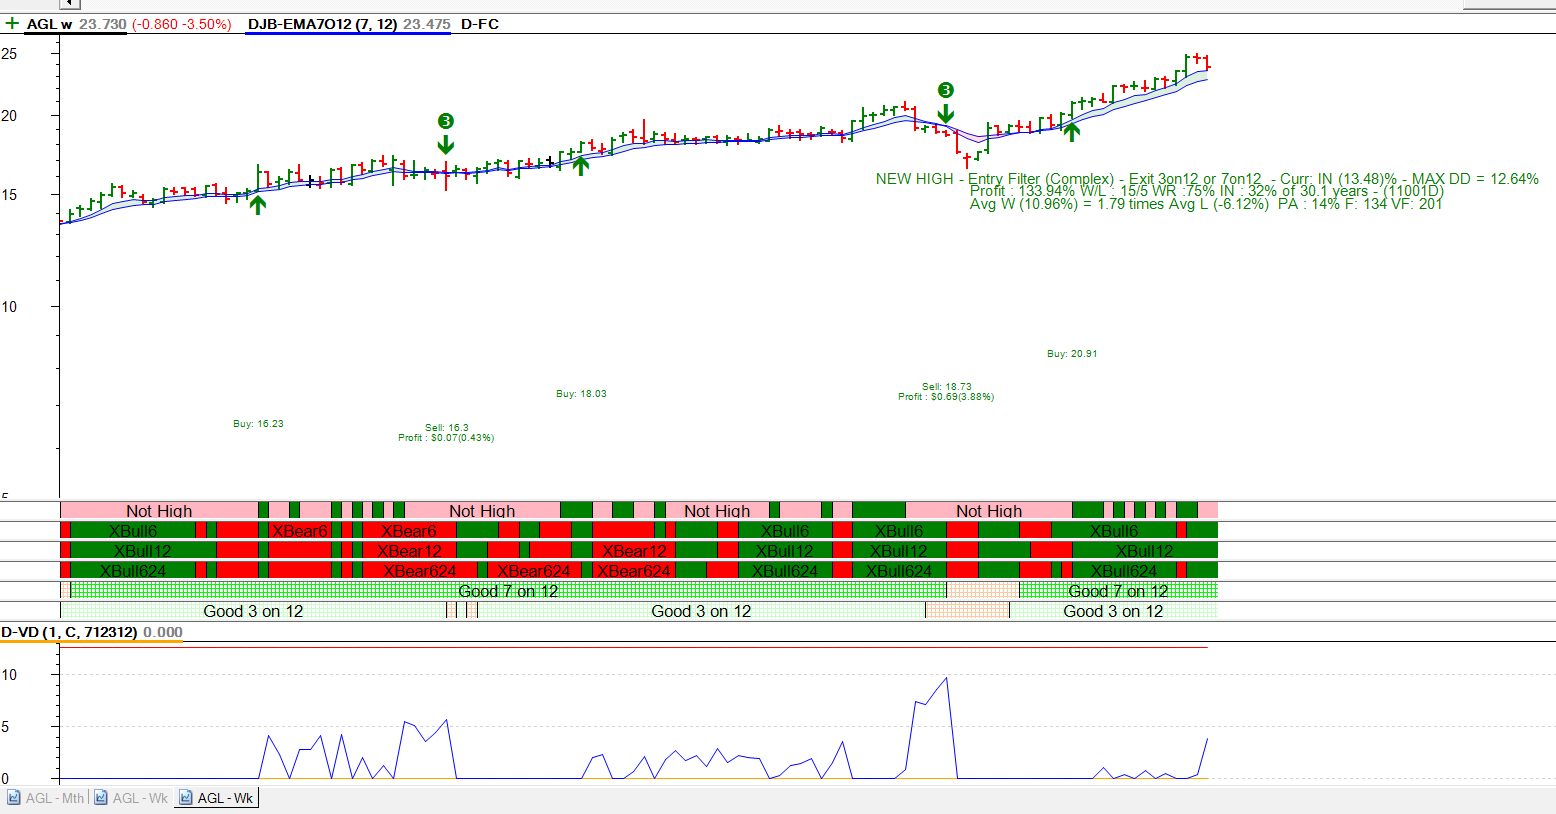 AGL w 23.730 (-0.860 -3.50%) DJB-EMA7O12 (7, 12) 23.475 D-FC
25
20
15
10
5
3
3
NEW HIGH - Entry Filter (Complex) - Exit 3on12 or 7on12 - Curr: IN (13.48)% - MAX DD = 12.64%
Profit : 133.94% W/L : 15/5 WR :75% IN : 32% of 30.1 years - (11001D)
Avg W (10.96%) = 1.79 times Avg L (-6.12%) PA : 14% F: 134 VF: 201
Buy: 20.91
Sell: 18.73
Profit : $0.69(3.88%)
Buy: 18.03
Buy: 16.23
Sell: 16.3
Profit : $0.07(0.43%)
Not High Not High Not High Not High
XBull6 XBear6 XBear6 XBull6 XBull6 XBull6
XBull12 XBear12 XBear12 XBull12 XBull12 XBull12
XBull624 XBear624 XBear624 XBear624 XBull624 XBull624 XBull624
Good 7 on 12 Good 7 on 12
Good 3 on 12 Good 3 on 12 Good 3 on 12
D-VD (1, C, 712312) 0.000
10
5
0
AGL - Mth AGL - Wk AGL - Wk